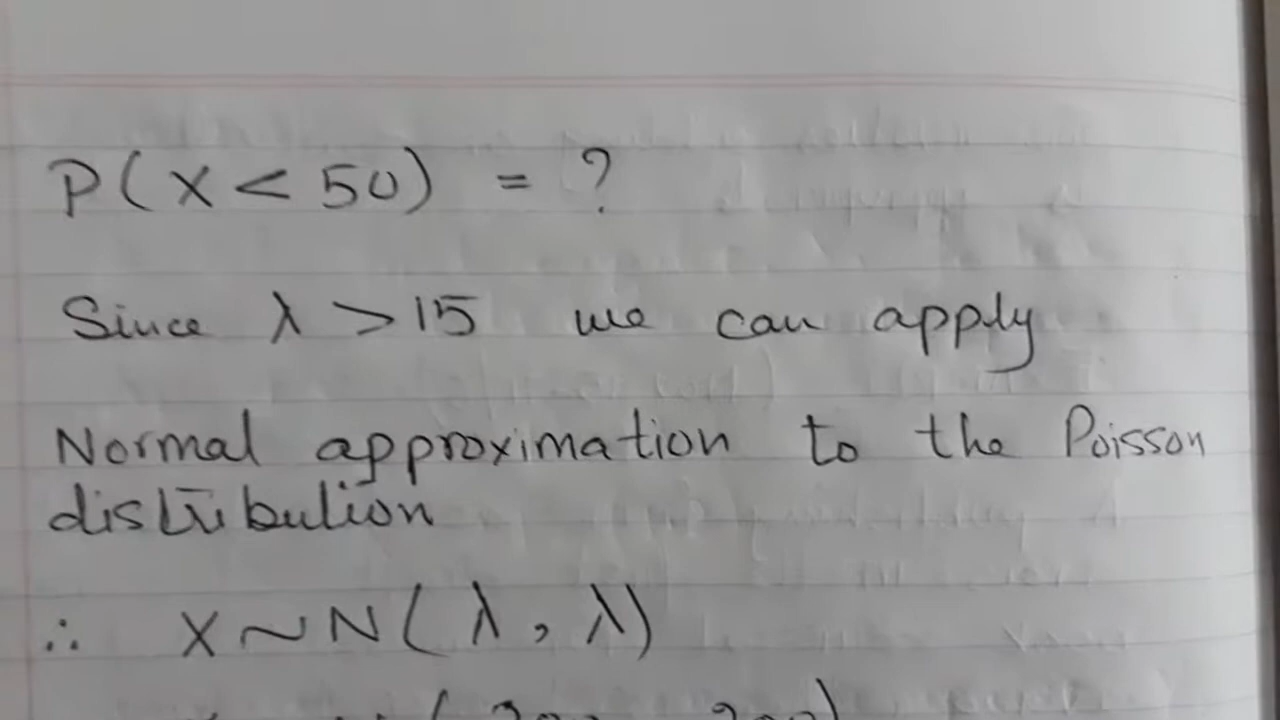 P(X < 50) = ?
Since λ > 15 we can apply
Normal approximation to the Poisson
distribution
∴ X ~ N(λ, λ)